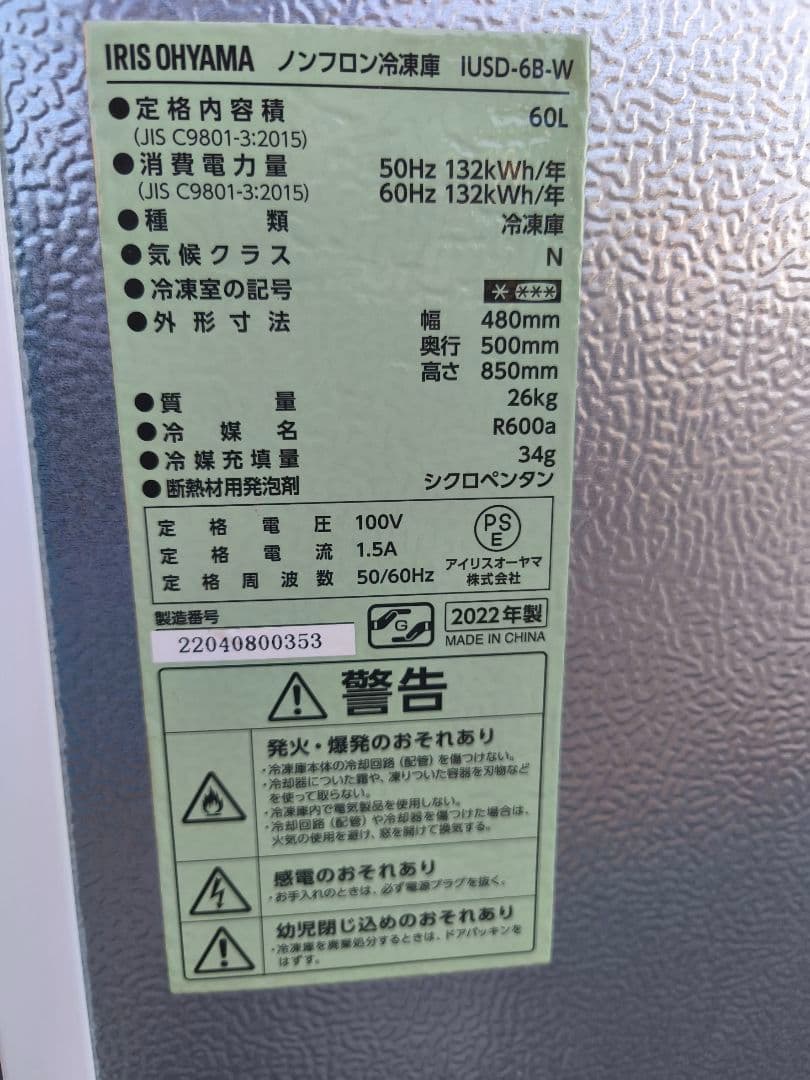 IRIS OHYAMA ノンフロン冷凍庫 IUSD-6B-W
●定格内容積 60L
(JIS C9801-3:2015)
●消費電力量 50Hz 132kWh/年
(JIS C9801-3:2015) 60Hz 132kWh/年
●種類 冷凍庫
●気候クラス N
●冷凍室の記号 * ***
●外形寸法 幅 480mm
奥行 500mm
高さ 850mm
●質量 26kg
●冷媒名 R600a
●冷媒充填量 34g
●断熱材用発泡剤 シクロペンタン
定格電圧 100V
定格電流 1.5A
定格周波数 50/60Hz
PS
E
アイリスオーヤマ
株式会社
製造番号
22040800353
G
2022年製
MADE IN CHINA
警告
発火・爆発のおそれあり
・冷凍庫本体の冷却回路（配管）を傷つけない。
・冷却器についた霜や、凍りついた容器を刃物など
を使って取らない。
・冷凍庫内で電気製品を使用しない。
・冷却回路（配管）や冷却器を傷つけた場合は、
火気の使用を避け、窓を開けて換気する。
感電のおそれあり
・お手入れのときは、必ず電源プラグを抜く。
幼児閉じ込めのおそれあり
・冷凍庫を廃棄処分するときは、ドアパッキンを
はずす。